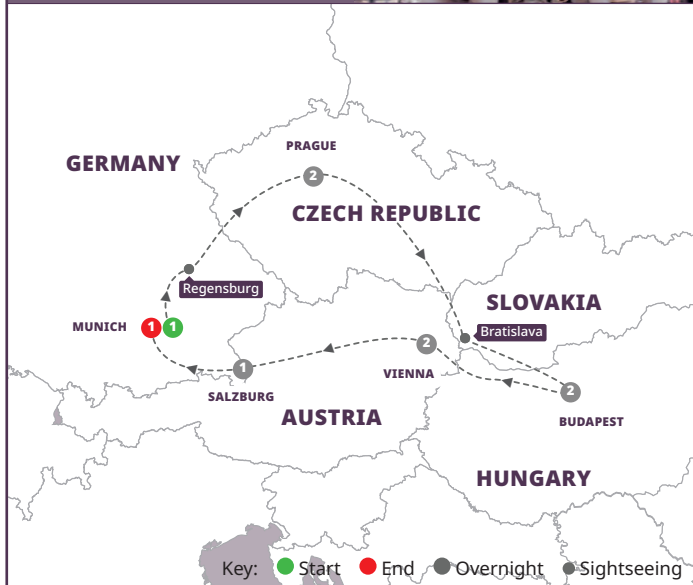 PRAGUE
GERMANY
2
CZECH REPUBLIC
Regensburg
SLOVAKIA
MUNICH
1
1
Bratislava
2
1
VIENNA
SALZBURG
2
AUSTRIA
BUDAPEST
HUNGARY
Key: Start End Overnight Sightseeing